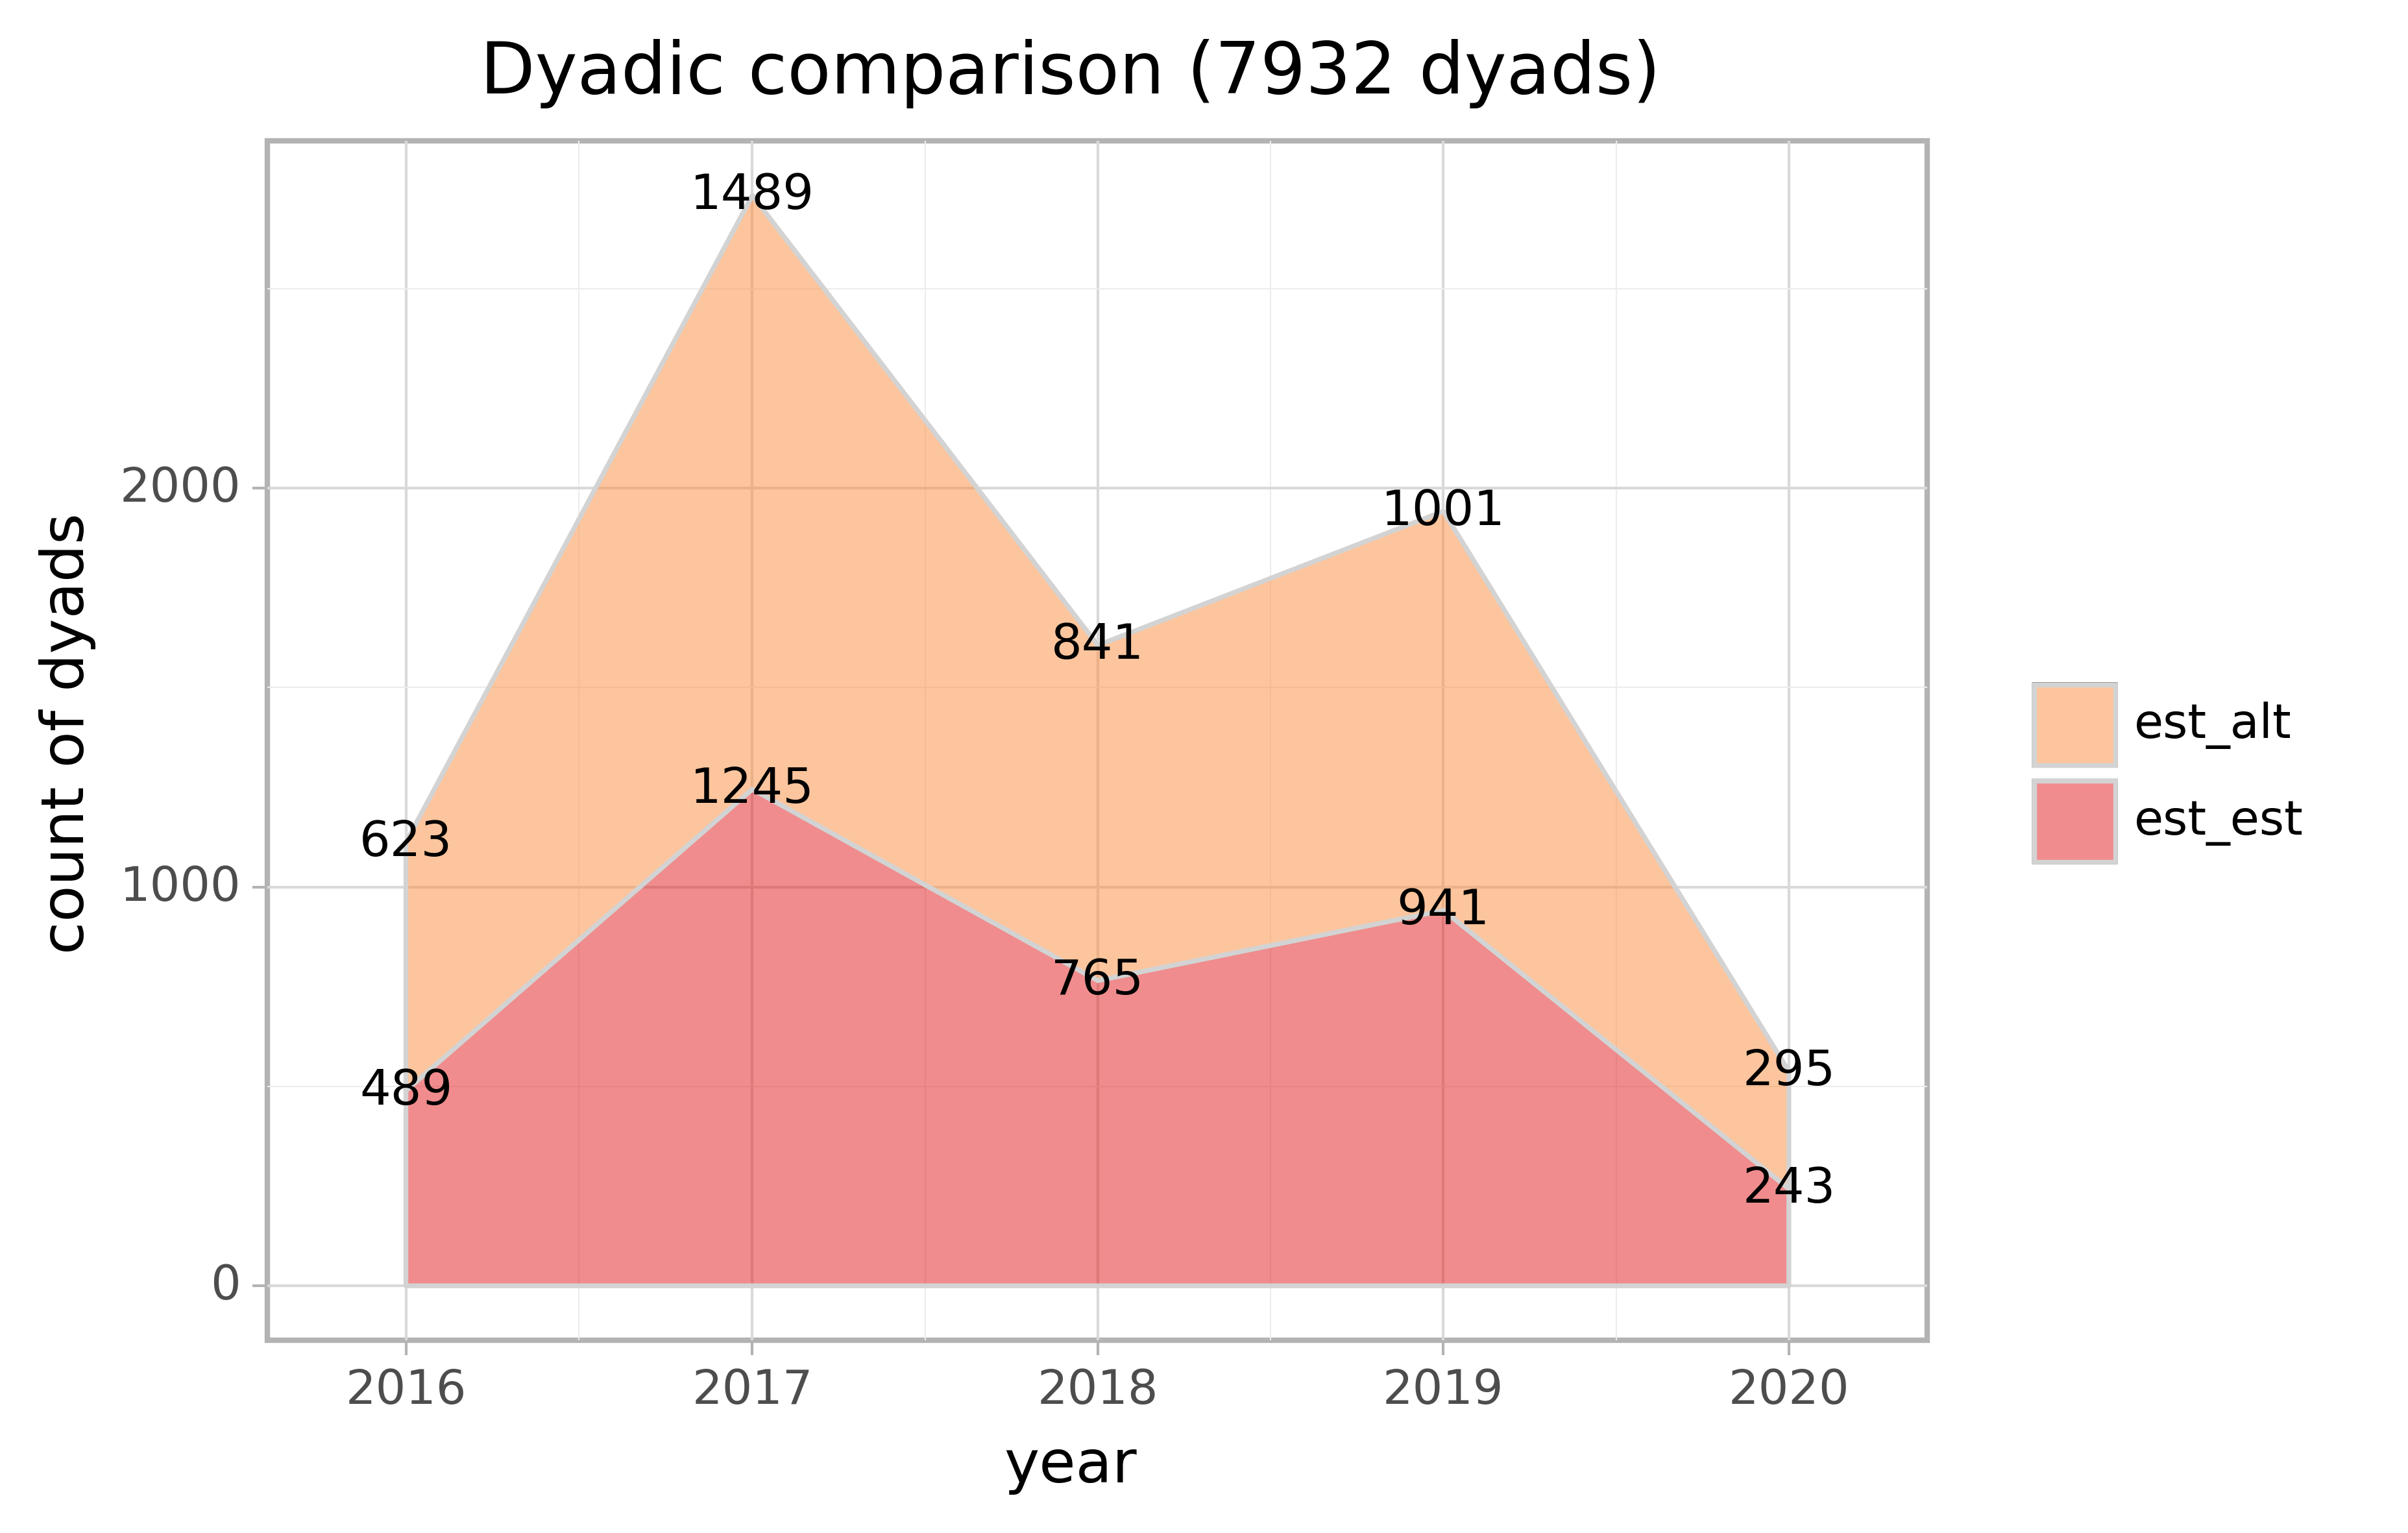 Dyadic comparison (7932 dyads)
count of dyads
2000
1000
0
1489
1001
841
1245
623
941
765
489
295
243
2016 2017 2018 2019 2020
year
est_alt
est_est